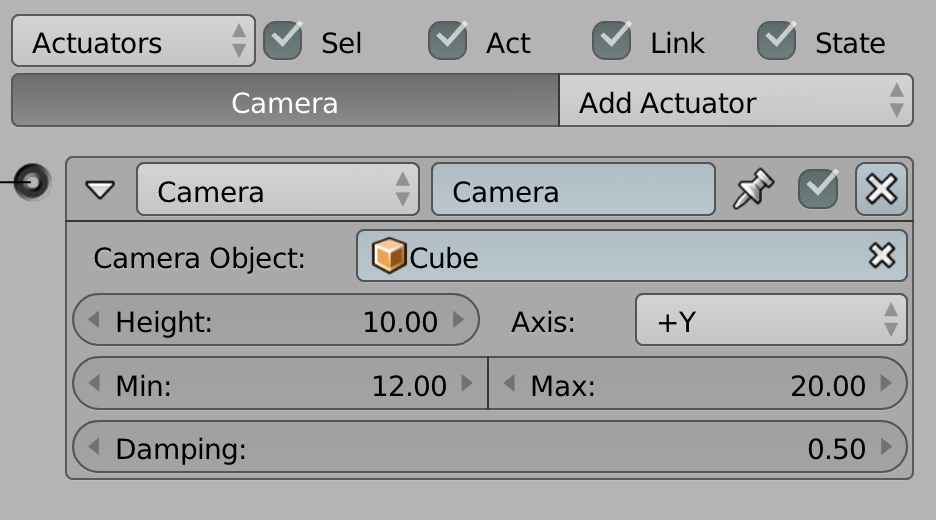 Actuators Sel Act Link State
Camera Add Actuator
Camera Camera
Camera Object: Cube
Height: 10.00 Axis: +Y
Min: 12.00 Max: 20.00
Damping: 0.50